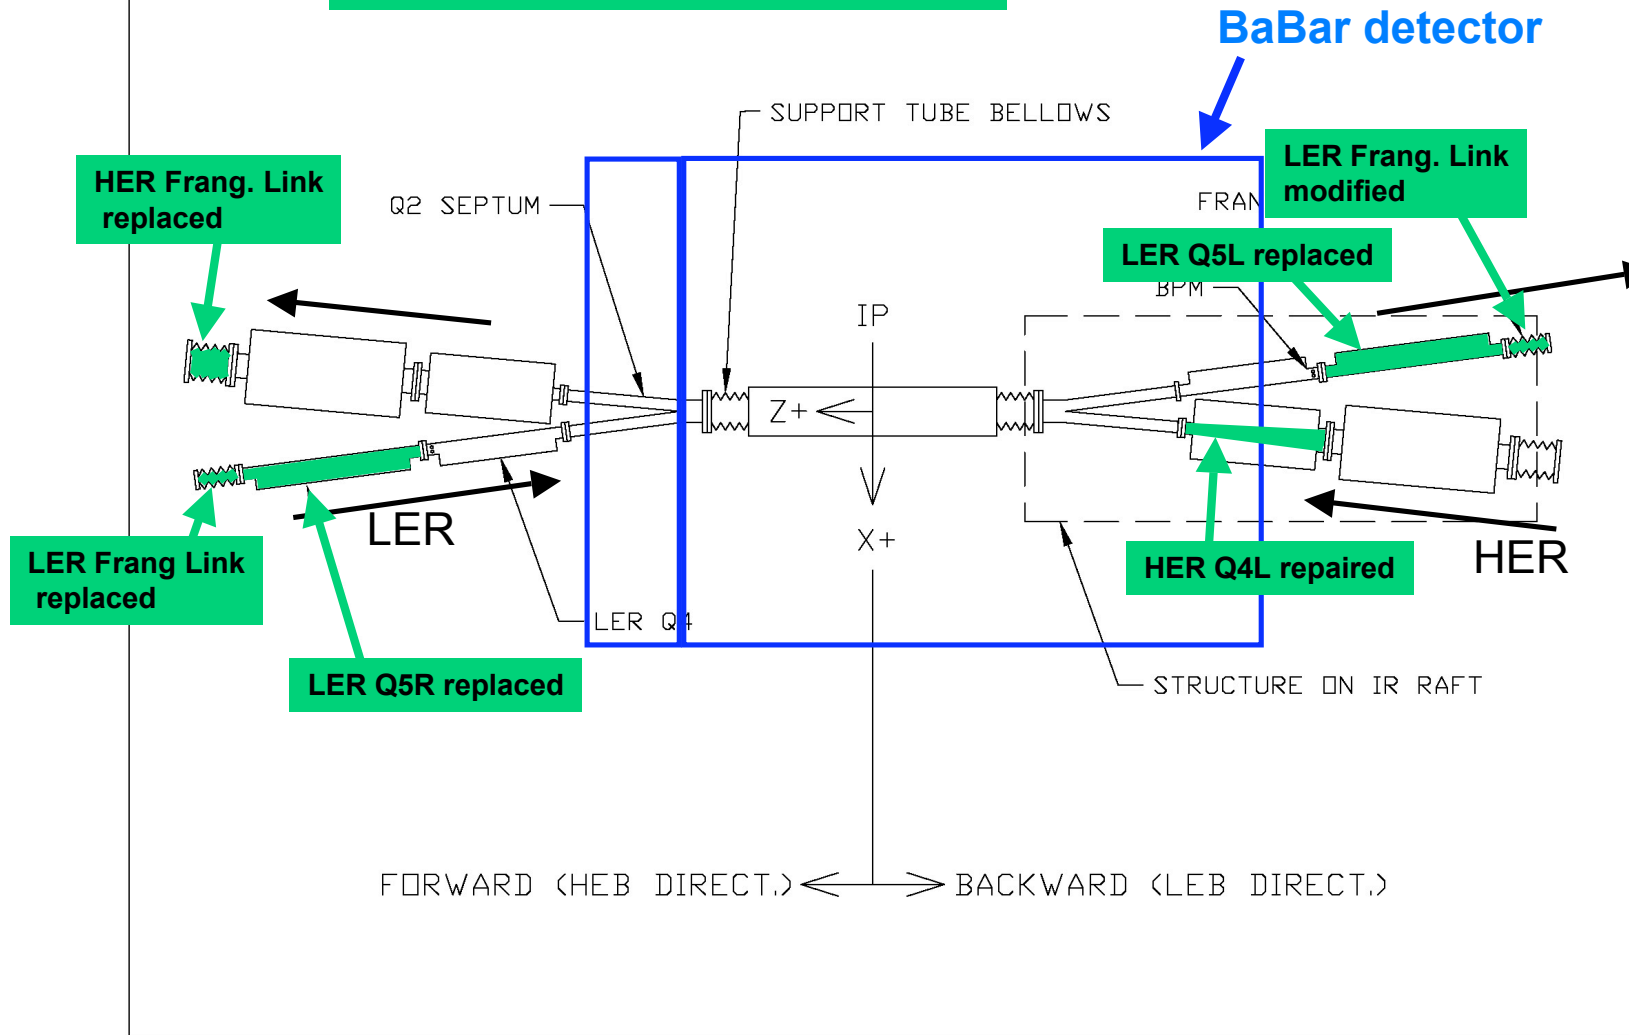 BaBar detector
SUPPORT TUBE BELLOWS
LER Frang. Link
modified
HER Frang. Link
replaced
Q2 SEPTUM
FRAN
LER Q5L replaced
BPM
IP
Z+
X+
LER
HER
LER Frang Link
replaced
HER Q4L repaired
LER Q4
LER Q5R replaced
STRUCTURE ON IR RAFT
FORWARD (HEB DIRECT.)
BACKWARD (LEB DIRECT.)